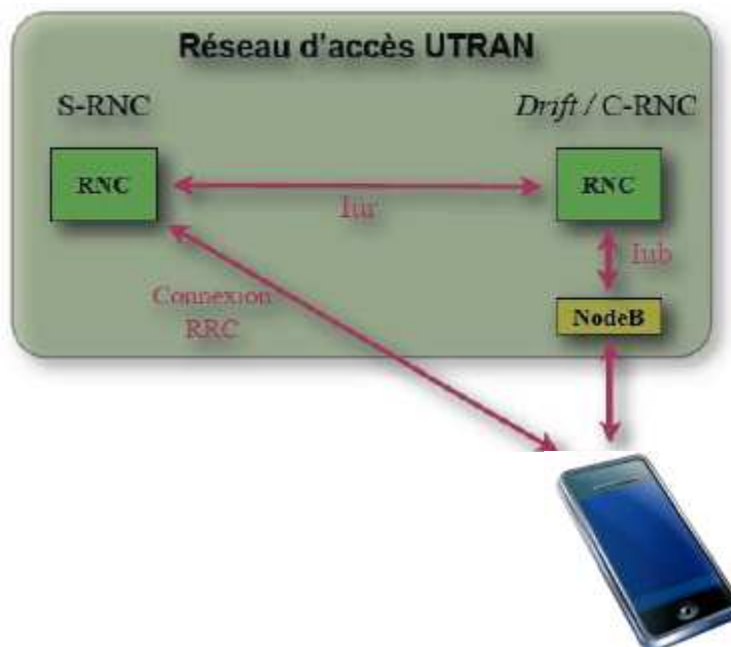 Réseau d'accès UTRAN
S-RNC
Drift / C-RNC
RNC
RNC
Iur
Iub
Connexion
RRC
NodeB